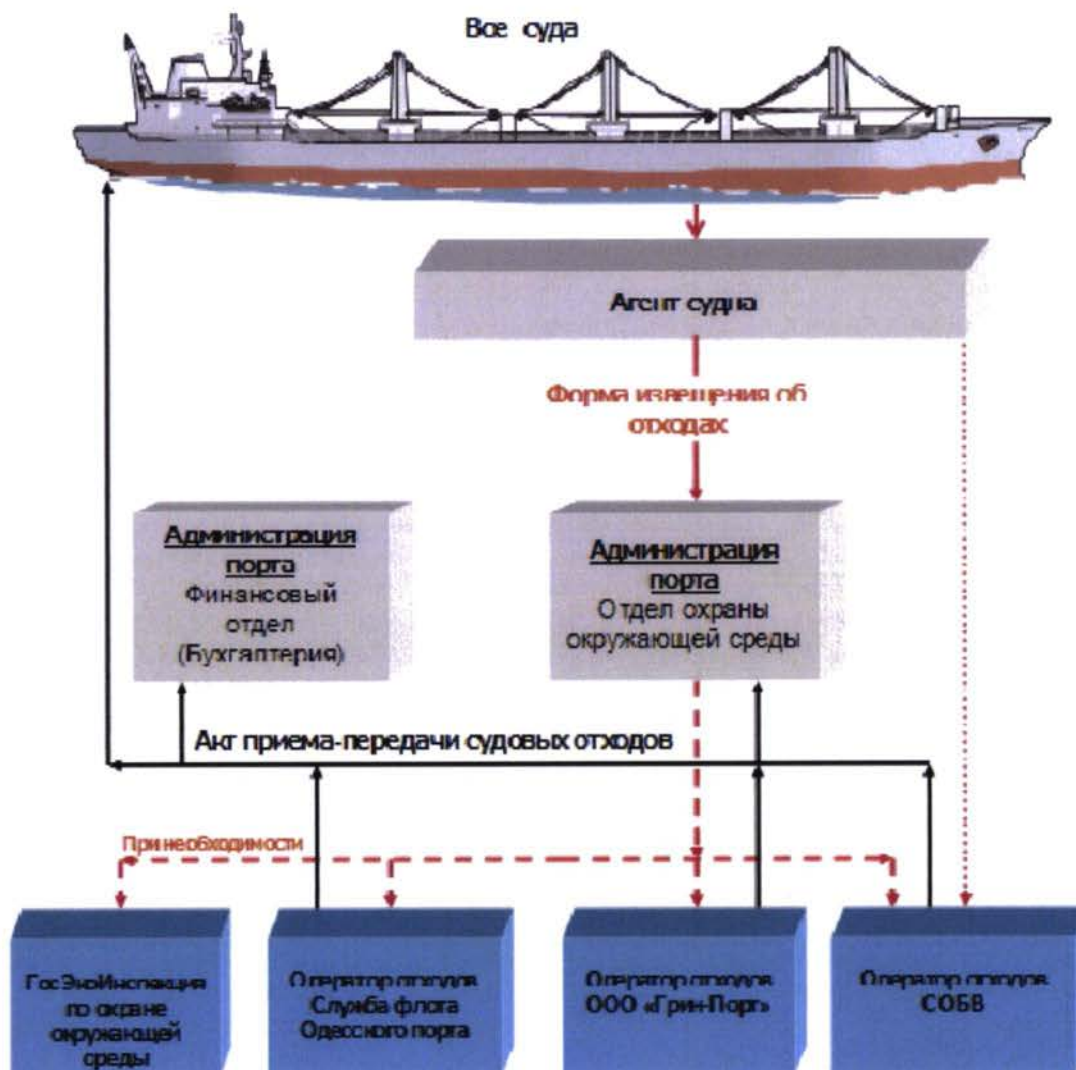 Все суда
Агент судна
Форма извещения об
отходах
Администрация
порта
Финансовый
отдел
(Бухгалтерия)
Администрация
порта
Отдел охраны
окружающей среды
Акт приема-передачи судовых отходов
При необходимости
ГосЭкоИнспекция
по охране
окружающей
среды
Оператор отходов
Служба флота
Одесского порта
Оператор отходов
ООО «Грин-Порт»
Оператор отходов
СОБВ